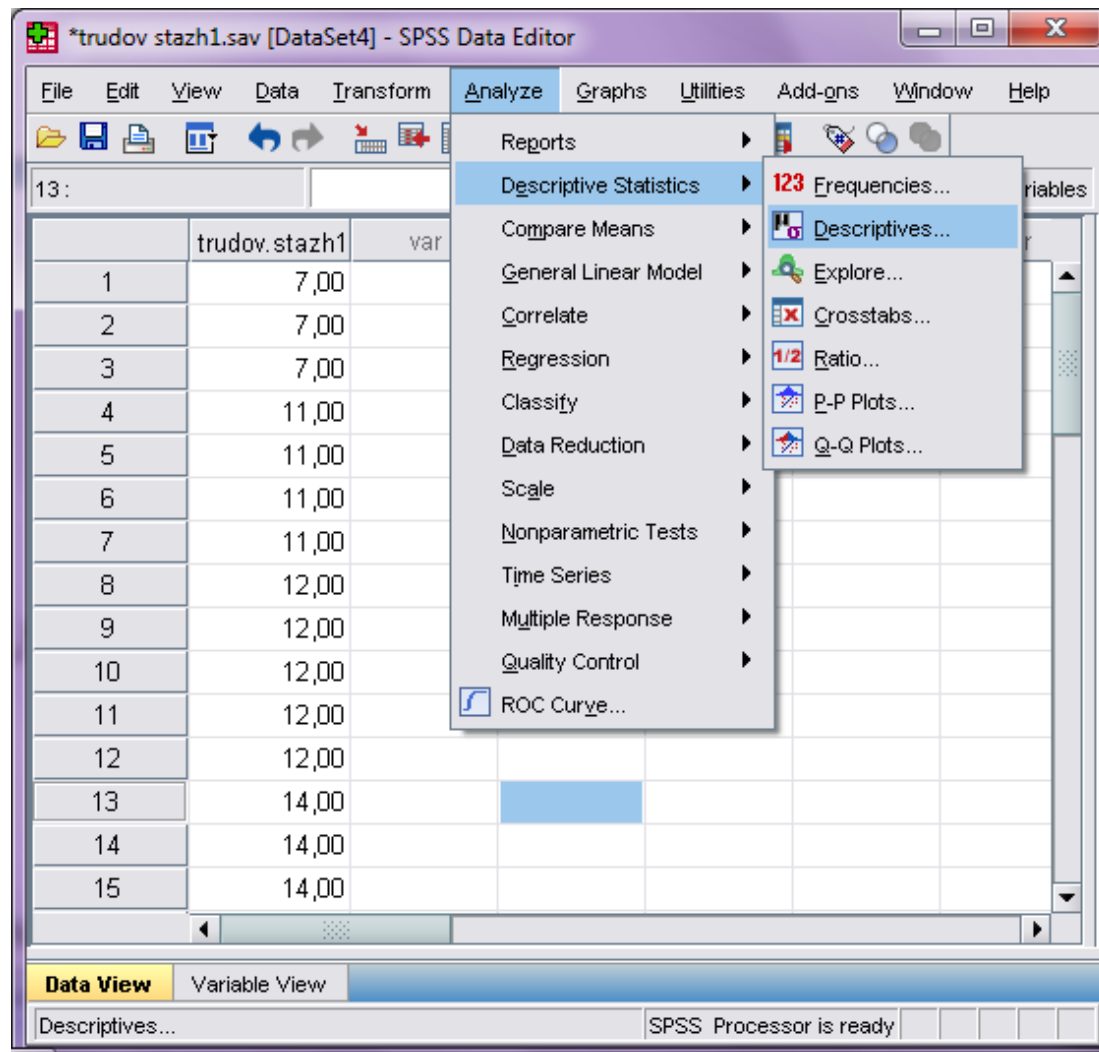 *trudov stazh1.sav [DataSet4] - SPSS Data Editor
File Edit View Data Transform Analyze Graphs Utilities Add-ons Window Help
13 :
riables
trudov.stazh1 var r
1 7,00
2 7,00
3 7,00
4 11,00
5 11,00
6 11,00
7 11,00
8 12,00
9 12,00
10 12,00
11 12,00
12 12,00
13 14,00
14 14,00
15 14,00
Reports
Descriptive Statistics
Compare Means
General Linear Model
Correlate
Regression
Classify
Data Reduction
Scale
Nonparametric Tests
Time Series
Multiple Response
Quality Control
ROC Curve...
123 Frequencies...
μσ Descriptives...
Explore...
Crosstabs...
1/2 Ratio...
P-P Plots...
Q-Q Plots...
Data View Variable View
Descriptives...
SPSS Processor is ready